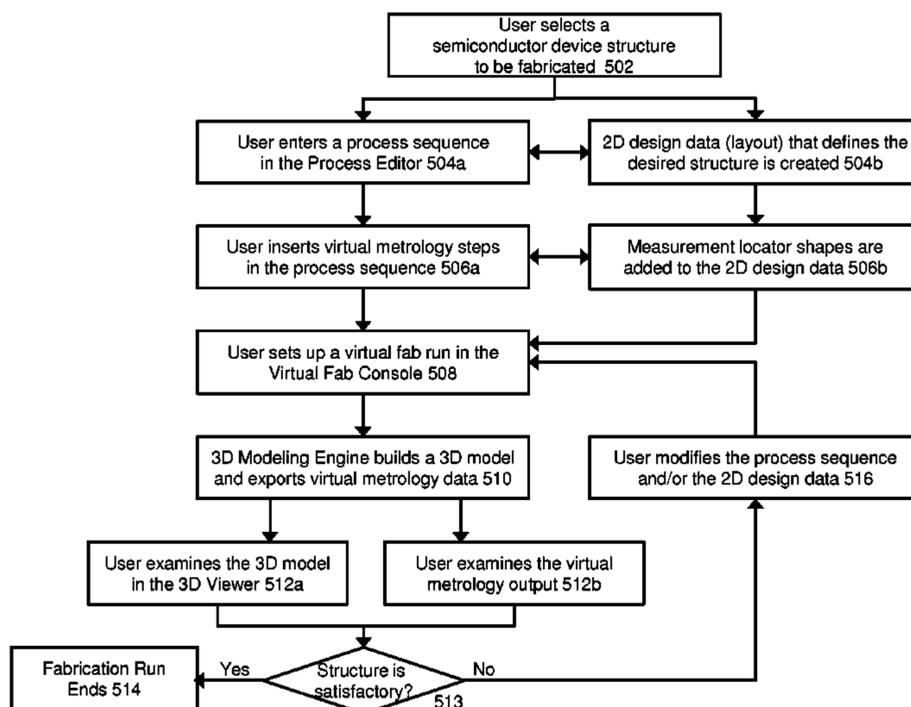 User selects a
semiconductor device structure
to be fabricated 502
User enters a process sequence
in the Process Editor 504a
2D design data (layout) that defines the
desired structure is created 504b
User inserts virtual metrology steps
in the process sequence 506a
Measurement locator shapes are
added to the 2D design data 506b
User sets up a virtual fab run in the
Virtual Fab Console 508
3D Modeling Engine builds a 3D model
and exports virtual metrology data 510
User modifies the process sequence
and/or the 2D design data 516
User examines the 3D model
in the 3D Viewer 512a
User examines the virtual
metrology output 512b
Fabrication Run
Ends 514
Yes
Structure is
satisfactory?
513
No